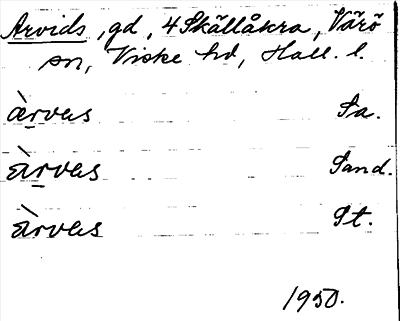 Arvids, gd, 4 Skällåkra, Värö
sn, Viske hd, Hall. l.
àrvas Sa.
àrvas Sand.
àrvas St.
1950.